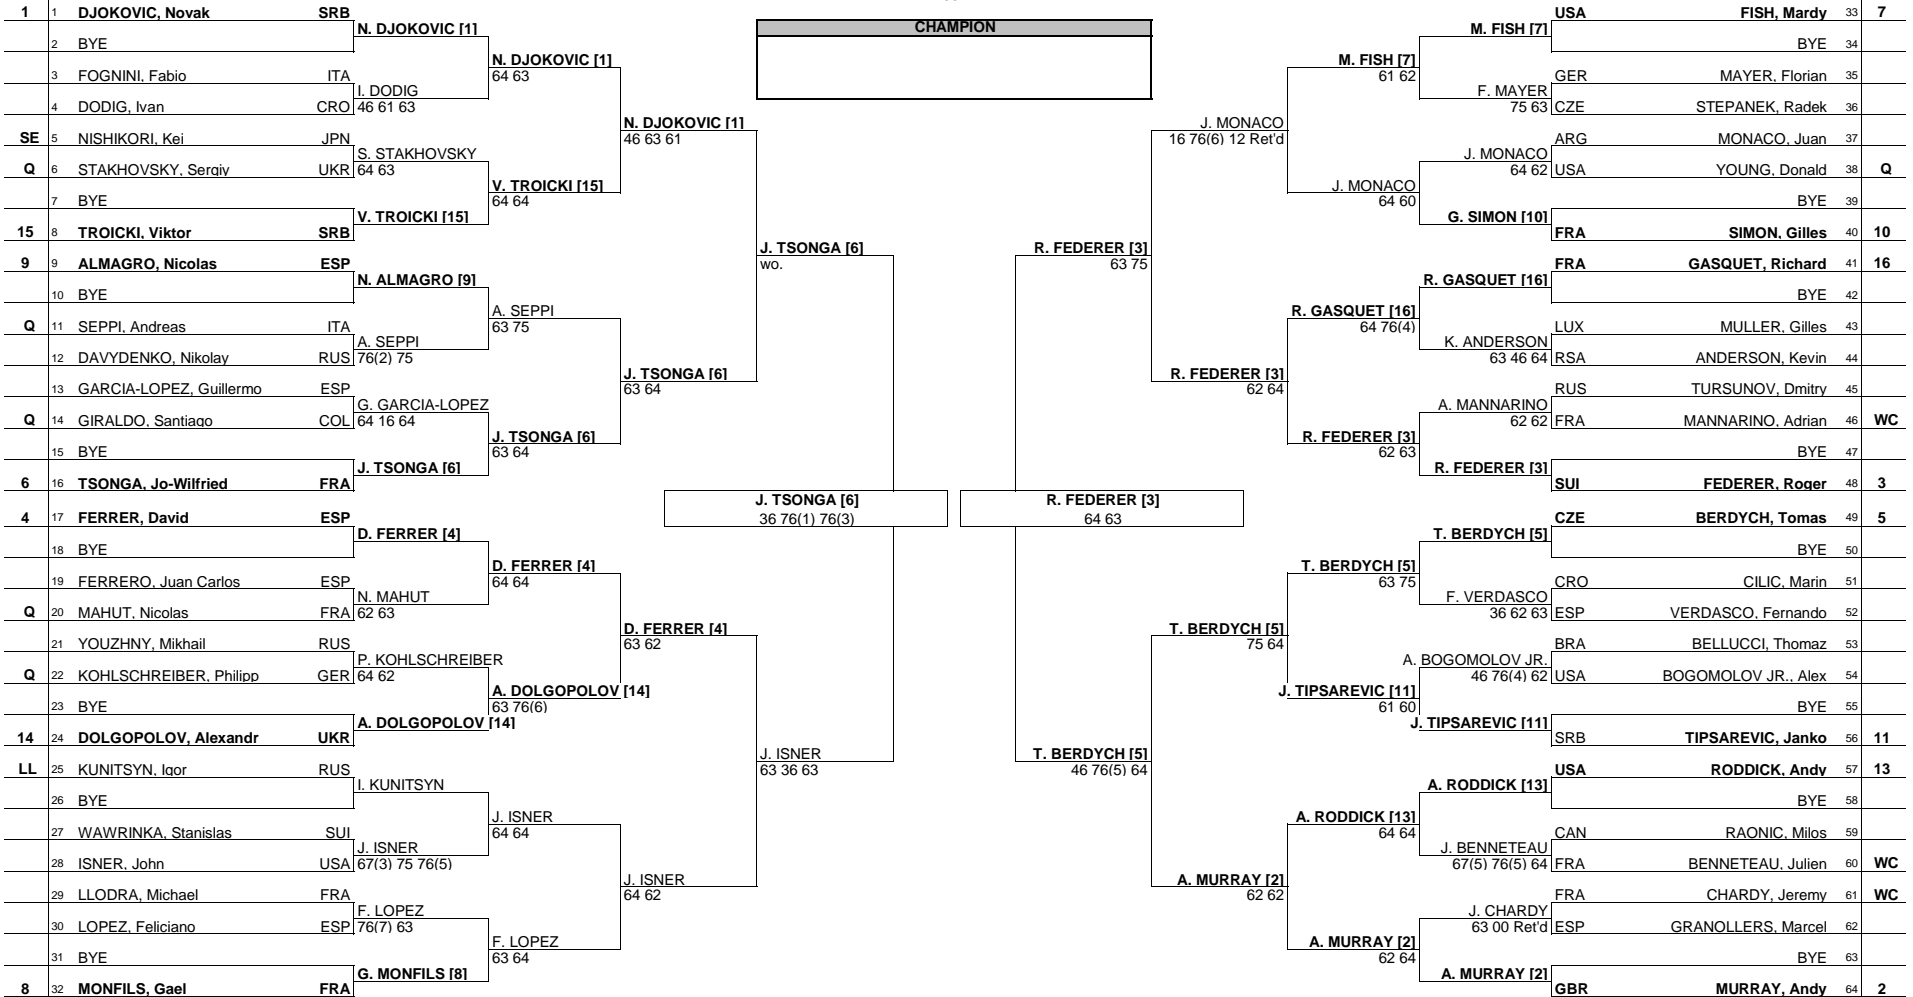 CHAMPION
1 1 DJOKOVIC, Novak SRB
2 BYE
3 FOGNINI, Fabio ITA
4 DODIG, Ivan CRO
SE 5 NISHIKORI, Kei JPN
Q 6 STAKHOVSKY, Sergiy UKR
7 BYE
15 8 TROICKI, Viktor SRB
9 9 ALMAGRO, Nicolas ESP
10 BYE
Q 11 SEPPI, Andreas ITA
12 DAVYDENKO, Nikolay RUS
13 GARCIA-LOPEZ, Guillermo ESP
Q 14 GIRALDO, Santiago COL
15 BYE
6 16 TSONGA, Jo-Wilfried FRA
4 17 FERRER, David ESP
18 BYE
19 FERRERO, Juan Carlos ESP
Q 20 MAHUT, Nicolas FRA
21 YOUZHNY, Mikhail RUS
Q 22 KOHLSCHREIBER, Philipp GER
23 BYE
14 24 DOLGOPOLOV, Alexandr UKR
LL 25 KUNITSYN, Igor RUS
26 BYE
27 WAWRINKA, Stanislas SUI
28 ISNER, John USA
29 LLODRA, Michael FRA
30 LOPEZ, Feliciano ESP
31 BYE
8 32 MONFILS, Gael FRA
N. DJOKOVIC [1]
I. DODIG
46 61 63
S. STAKHOVSKY
64 63
V. TROICKI [15]
N. ALMAGRO [9]
A. SEPPI
76(2) 75
G. GARCIA-LOPEZ
64 16 64
J. TSONGA [6]
D. FERRER [4]
N. MAHUT
62 63
P. KOHLSCHREIBER
64 62
A. DOLGOPOLOV [14]
I. KUNITSYN
J. ISNER
67(3) 75 76(5)
F. LOPEZ
76(7) 63
G. MONFILS [8]
N. DJOKOVIC [1]
64 63
V. TROICKI [15]
64 64
A. SEPPI
63 75
J. TSONGA [6]
63 64
D. FERRER [4]
64 64
A. DOLGOPOLOV [14]
63 76(6)
J. ISNER
64 64
F. LOPEZ
63 64
N. DJOKOVIC [1]
46 63 61
J. TSONGA [6]
63 64
D. FERRER [4]
63 62
J. ISNER
64 62
J. TSONGA [6]
wo.
J. ISNER
63 36 63
J. TSONGA [6]
36 76(1) 76(3)
R. FEDERER [3]
64 63
R. FEDERER [3]
63 75
T. BERDYCH [5]
46 76(5) 64
J. MONACO
16 76(6) 12 Ret'd
R. FEDERER [3]
62 64
T. BERDYCH [5]
75 64
A. MURRAY [2]
62 62
M. FISH [7]
61 62
J. MONACO
64 60
R. GASQUET [16]
64 76(4)
R. FEDERER [3]
62 63
T. BERDYCH [5]
63 75
J. TIPSAREVIC [11]
61 60
A. RODDICK [13]
64 64
A. MURRAY [2]
62 64
M. FISH [7]
F. MAYER
75 63
J. MONACO
64 62
G. SIMON [10]
R. GASQUET [16]
K. ANDERSON
63 46 64
A. MANNARINO
62 62
R. FEDERER [3]
T. BERDYCH [5]
F. VERDASCO
36 62 63
A. BOGOMOLOV JR.
46 76(4) 62
J. TIPSAREVIC [11]
A. RODDICK [13]
J. BENNETEAU
67(5) 76(5) 64
J. CHARDY
63 00 Ret'd
A. MURRAY [2]
USA FISH, Mardy 33 7
BYE 34
GER MAYER, Florian 35
CZE STEPANEK, Radek 36
ARG MONACO, Juan 37
USA YOUNG, Donald 38 Q
BYE 39
FRA SIMON, Gilles 40 10
FRA GASQUET, Richard 41 16
BYE 42
LUX MULLER, Gilles 43
RSA ANDERSON, Kevin 44
RUS TURSUNOV, Dmitry 45
FRA MANNARINO, Adrian 46 WC
BYE 47
SUI FEDERER, Roger 48 3
CZE BERDYCH, Tomas 49 5
BYE 50
CRO CILIC, Marin 51
ESP VERDASCO, Fernando 52
BRA BELLUCCI, Thomaz 53
USA BOGOMOLOV JR., Alex 54
BYE 55
SRB TIPSAREVIC, Janko 56 11
USA RODDICK, Andy 57 13
BYE 58
CAN RAONIC, Milos 59
FRA BENNETEAU, Julien 60 WC
FRA CHARDY, Jeremy 61 WC
ESP GRANOLLERS, Marcel 62
BYE 63
GBR MURRAY, Andy 64 2